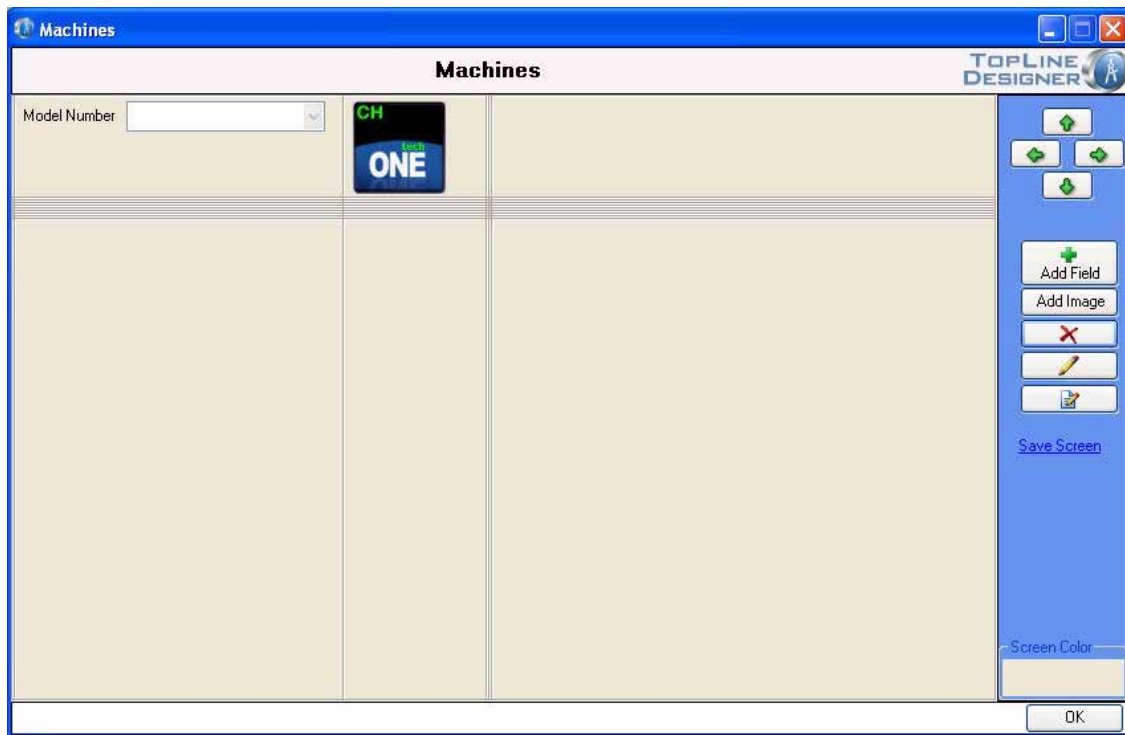 Machines
Machines
TOPLINE
DESIGNER
Model Number
CH
tech
ONE
Add Field
Add Image
Save Screen
Screen Color
OK